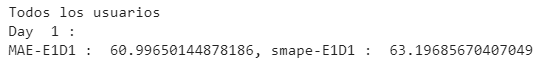 Todos los usuarios
Day  1 :
MAE-E1D1 :  60.99650144878186, smape-E1D1 :  63.19685670407049